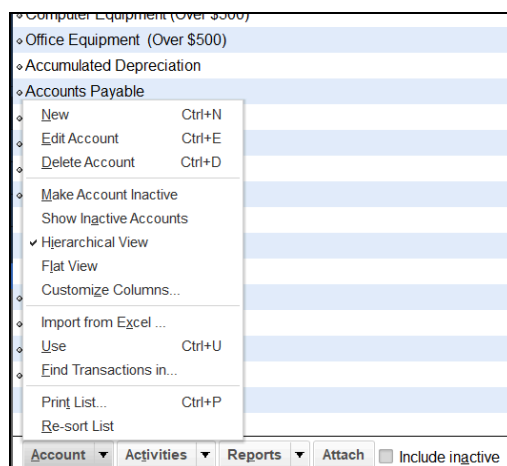 Computer Equipment (Over $500)
Office Equipment (Over $500)
Accumulated Depreciation
Accounts Payable
New Ctrl+N
Edit Account Ctrl+E
Delete Account Ctrl+D
Make Account Inactive
Show Inactive Accounts
Hierarchical View
Flat View
Customize Columns...
Import from Excel ...
Use Ctrl+U
Find Transactions in...
Print List... Ctrl+P
Re-sort List
Account Activities Reports Attach Include inactive